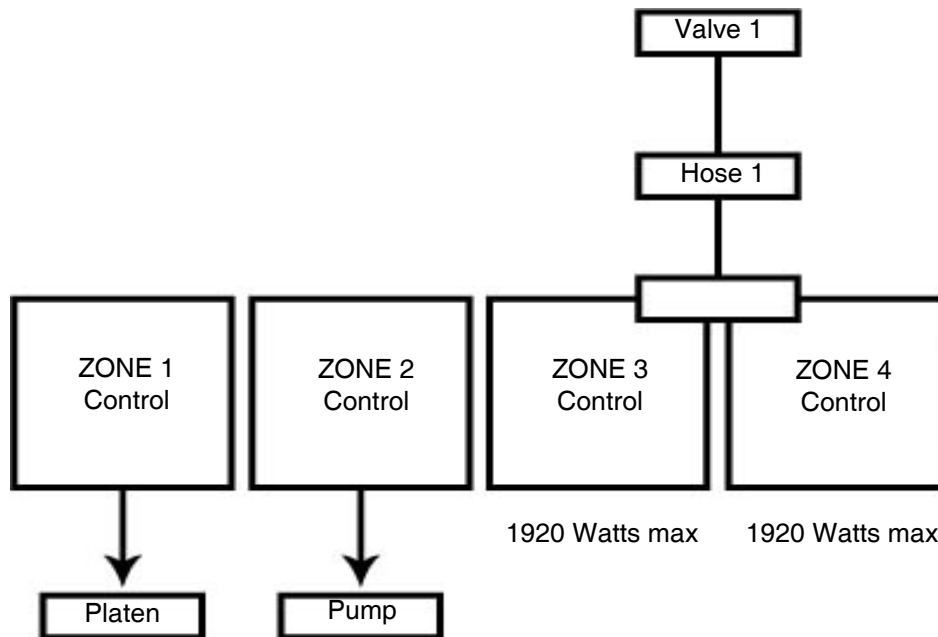 Valve 1
Hose 1
ZONE 1
Control
ZONE 2
Control
ZONE 3
Control
ZONE 4
Control
1920 Watts max
1920 Watts max
Platen
Pump